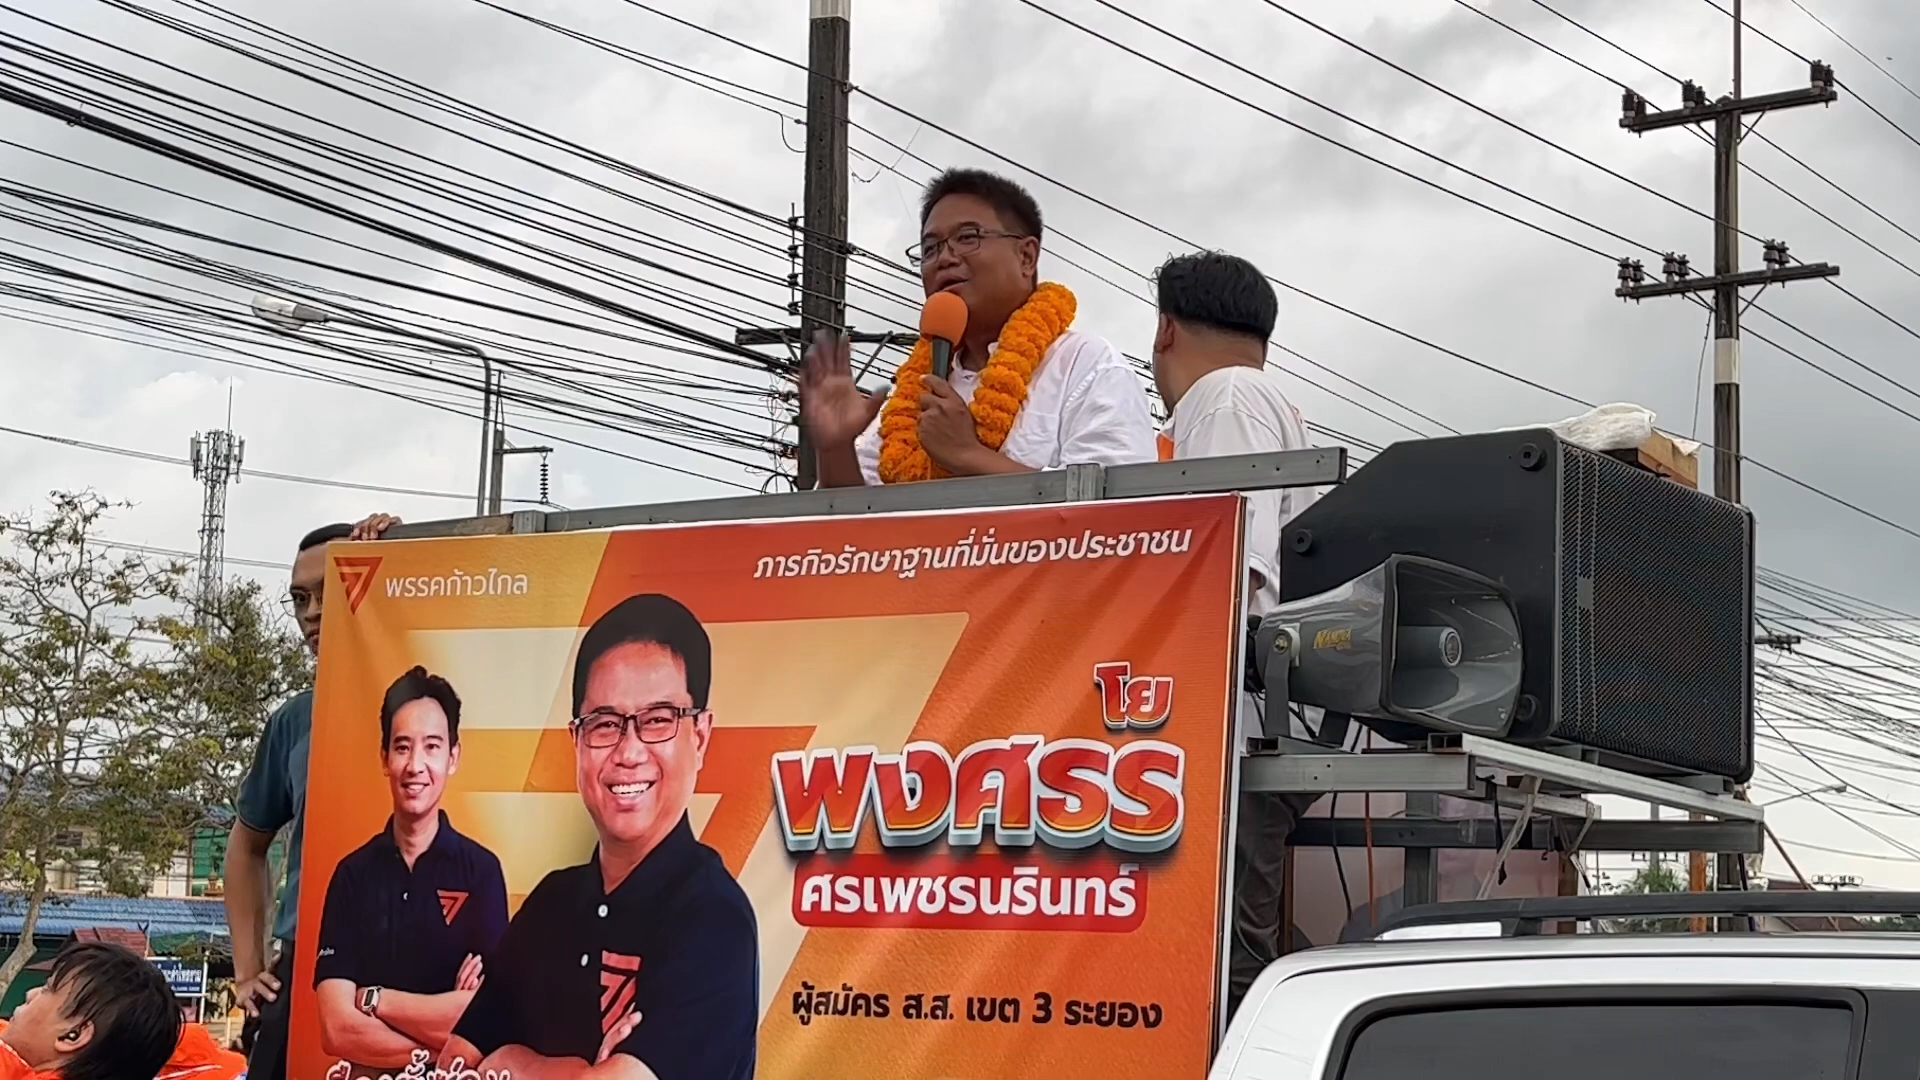 พรรคก้าวไกล
ภารกิจรักษาฐานที่มั่นของประชาชน
โย
พงศธร
ศรเพชรนรินทร์
ผู้สมัคร ส.ส. เขต 3 ระยอง